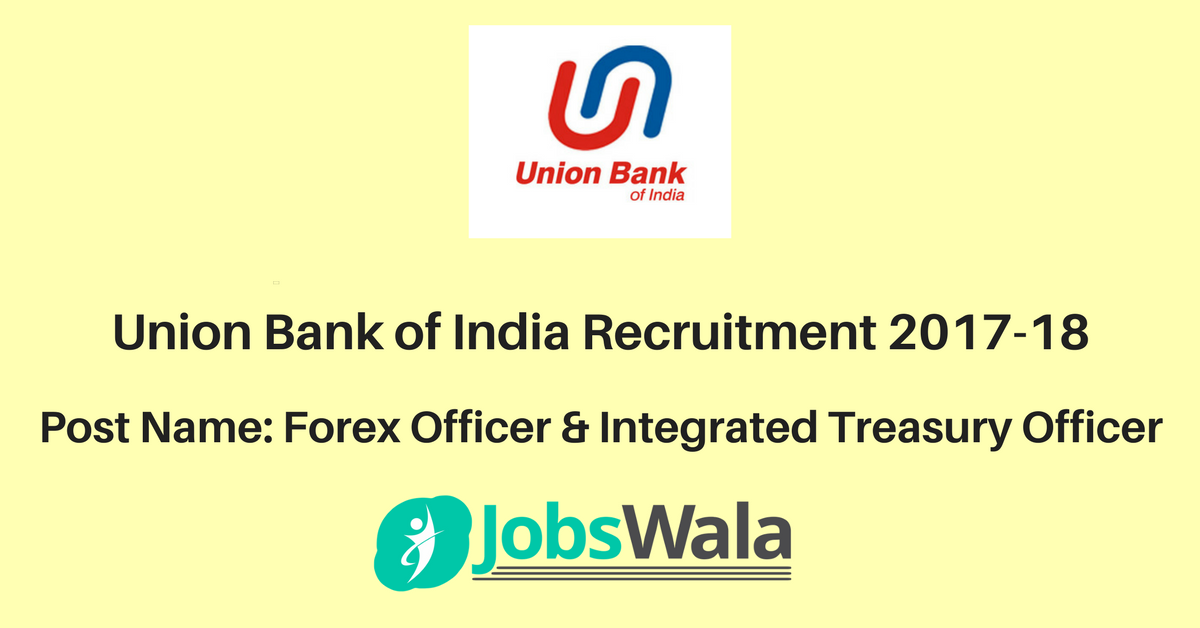 Union Bank
of India
Union Bank of India Recruitment 2017-18
Post Name: Forex Officer & Integrated Treasury Officer
JobsWala